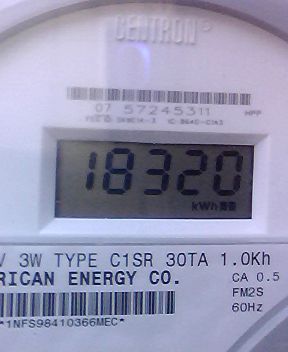 CENTRON®
07 57245311
18320
kWh
V 3W TYPE C1SR 30TA 1.0Kh
RICAN ENERGY CO.
CA 0.5
FM2S
60Hz
*1NFS98410366MEC*